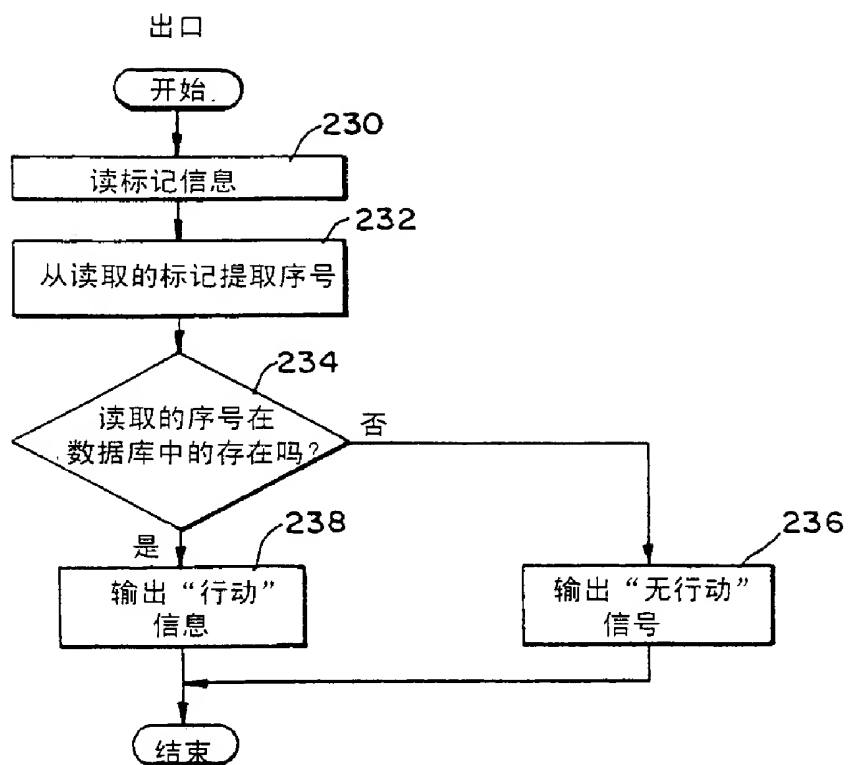 出口
开始
230
读标记信息
232
从读取的标记提取序号
234
读取的序号在
数据库中的存在吗?
否
是
238
输出“行动”
信息
236
输出“无行动”
信号
结束